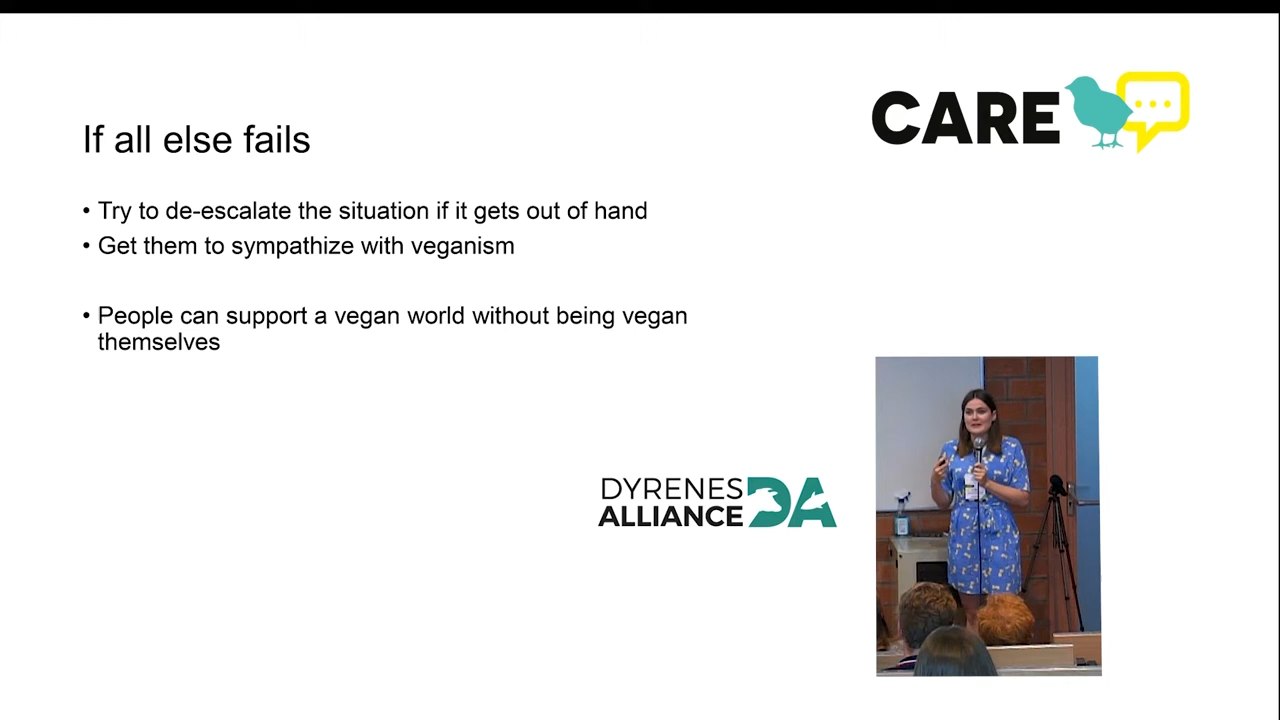 CARE
If all else fails
• Try to de-escalate the situation if it gets out of hand
• Get them to sympathize with veganism
• People can support a vegan world without being vegan
themselves
DYRENES
ALLIANCE DA